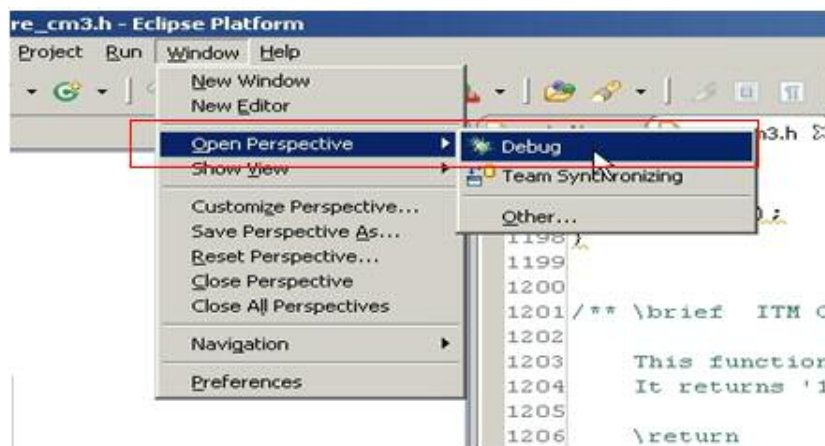 re_cm3.h - Eclipse Platform
Project Run Window Help
New Window
New Editor
Open Perspective
Show View
Customize Perspective...
Save Perspective As...
Reset Perspective...
Close Perspective
Close All Perspectives
Navigation
Preferences
Debug
Team Synchronizing
Other...
m3.h
);
1198 }
1199
1200
1201 /** \brief ITM C
1202
1203 This function
1204 It returns '1
1205
1206 \return